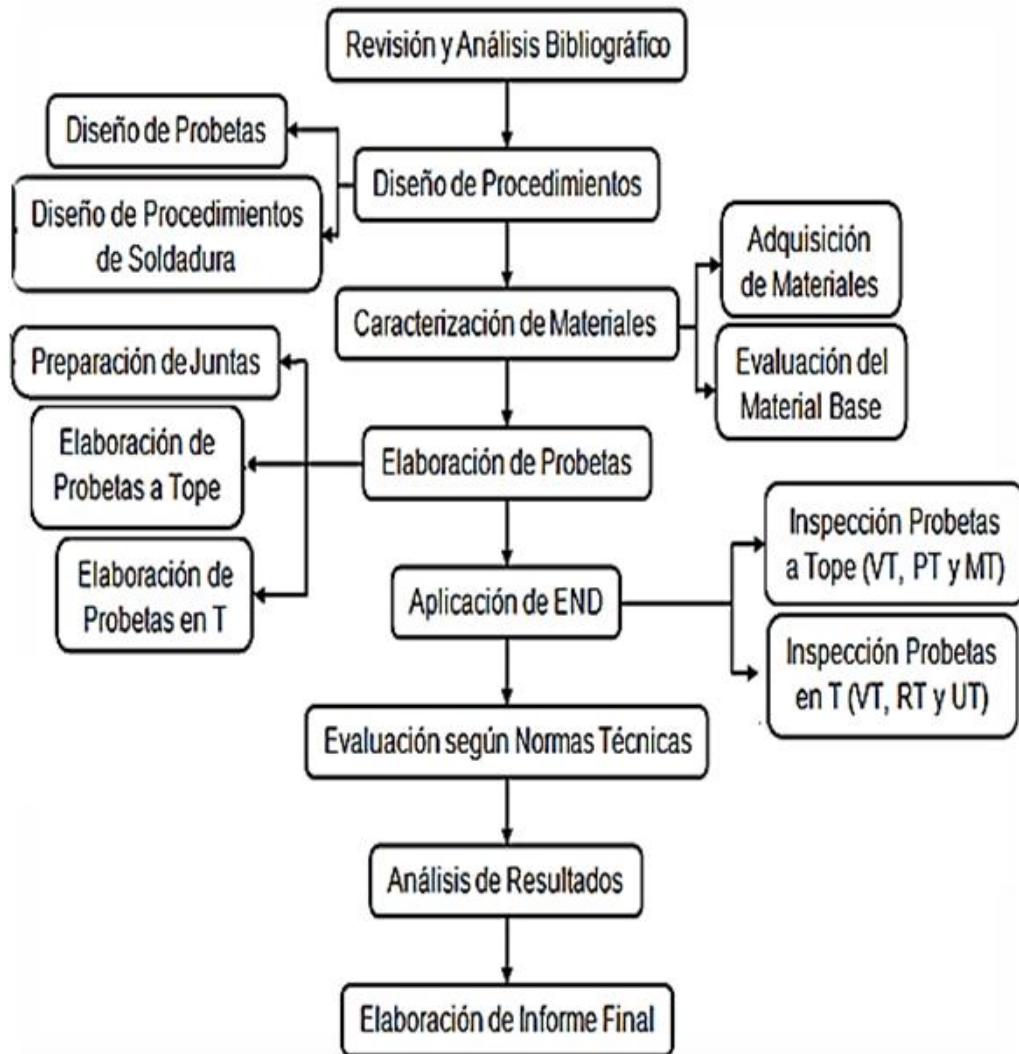 Revisión y Análisis Bibliográfico
Diseño de Probetas
Diseño de Procedimientos
Diseño de Procedimientos
de Soldadura
Adquisición
de Materiales
Caracterización de Materiales
Preparación de Juntas
Evaluación del
Material Base
Elaboración de
Probetas a Tope
Elaboración de Probetas
Inspección Probetas
a Tope (VT, PT y MT)
Elaboración de
Probetas en T
Aplicación de END
Inspección Probetas
en T (VT, RT y UT)
Evaluación según Normas Técnicas
Análisis de Resultados
Elaboración de Informe Final